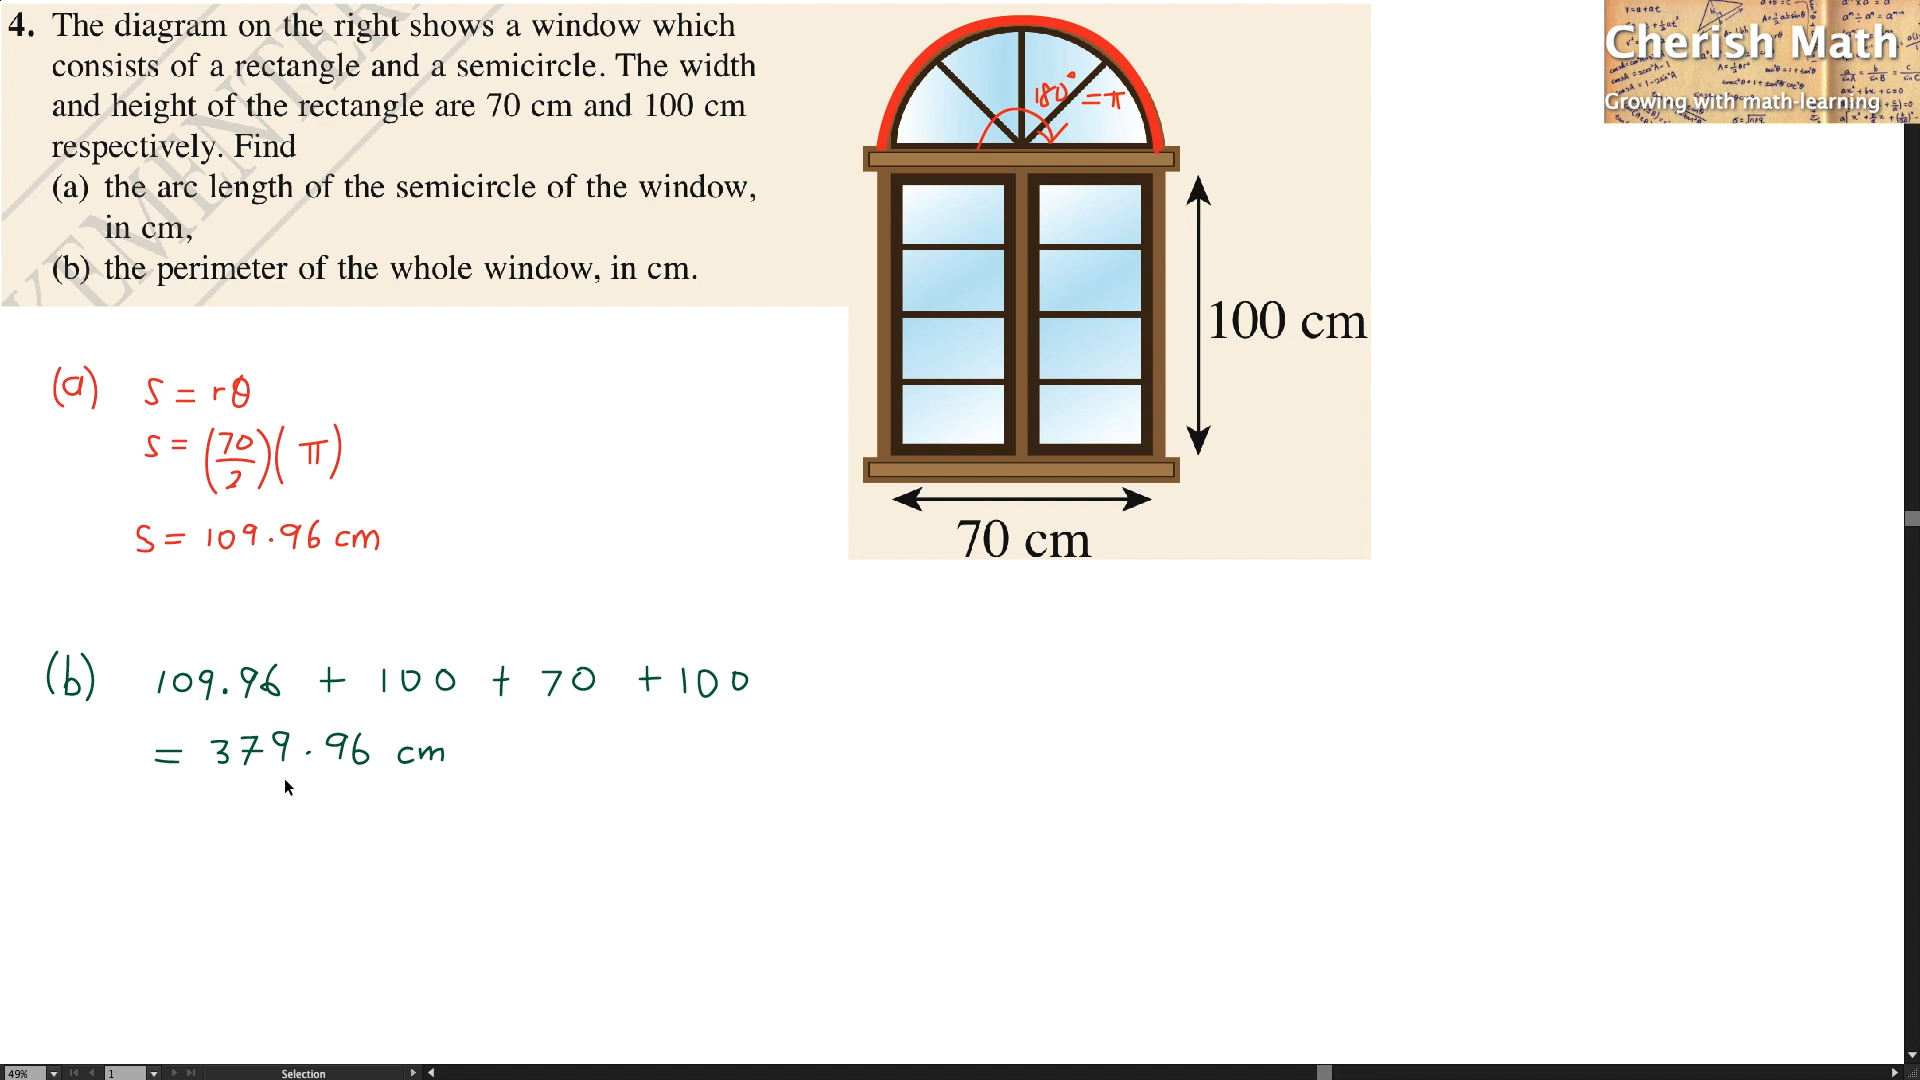 4. The diagram on the right shows a window which
consists of a rectangle and a semicircle. The width
and height of the rectangle are 70 cm and 100 cm
respectively. Find
(a) the arc length of the semicircle of the window,
in cm,
(b) the perimeter of the whole window, in cm.
180° = π
100 cm
70 cm
Cherish Math
Growing with math-learning
(a) S = rθ
S = (70/2)(π)
S = 109.96 cm
(b) 109.96 + 100 + 70 + 100
= 379.96 cm
49%
1
Selection